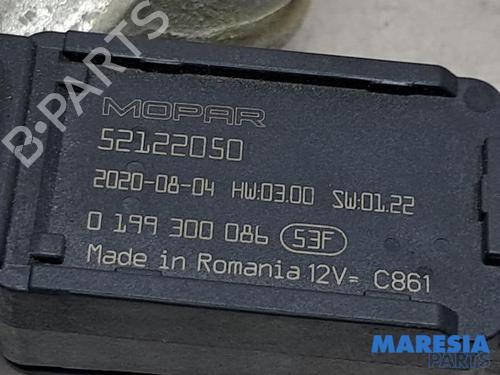 MOPAR
52122050
2020-08-04 HW:03.00 SW:01.22
0 199 300 086 S3F
Made in Romania 12V= C861
B-PARTS
MARESIA
PARTS